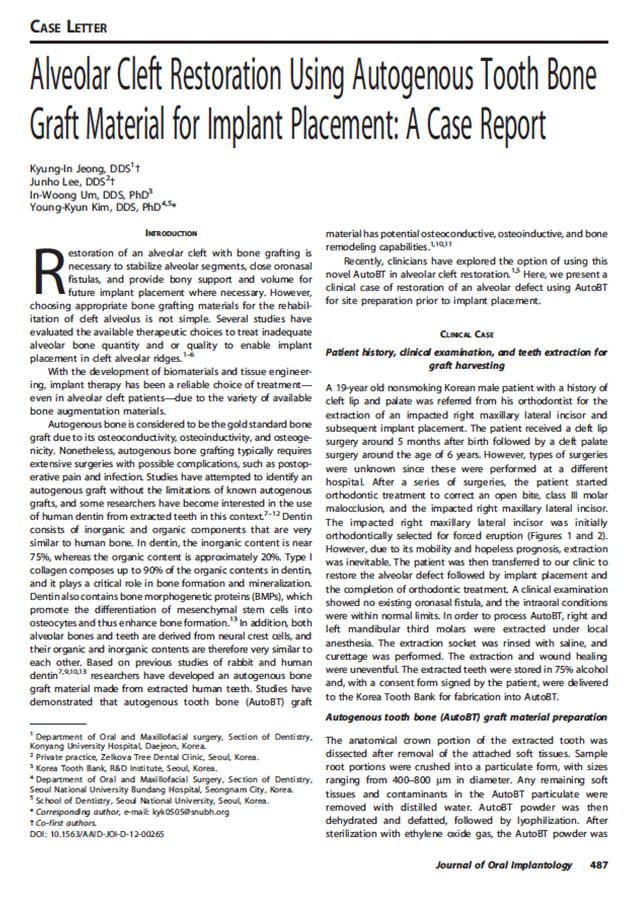 CASE LETTER
Alveolar Cleft Restoration Using Autogenous Tooth Bone
Graft Material for Implant Placement: A Case Report
Kyung-In Jeong, DDS1†
Junho Lee, DDS2†
In-Woong Um, DDS, PhD3
Young-Kyun Kim, DDS, PhD4,5*
INTRODUCTION
Restoration of an alveolar cleft with bone grafting is
necessary to stabilize alveolar segments, close oronasal
fistulas, and provide bony support and volume for
future implant placement where necessary. However,
choosing appropriate bone grafting materials for the rehabil-
itation of cleft alveolus is not simple. Several studies have
evaluated the available therapeutic choices to treat inadequate
alveolar bone quantity and or quality to enable implant
placement in cleft alveolar ridges.1–6
With the development of biomaterials and tissue engineer-
ing, implant therapy has been a reliable choice of treatment—
even in alveolar cleft patients—due to the variety of available
bone augmentation materials.
Autogenous bone is considered to be the gold standard bone
graft due to its osteoconductivity, osteoinductivity, and osteoge-
nicity. Nonetheless, autogenous bone grafting typically requires
extensive surgeries with possible complications, such as postop-
erative pain and infection. Studies have attempted to identify an
autogenous graft without the limitations of known autogenous
grafts, and some researchers have become interested in the use
of human dentin from extracted teeth in this context.7–12 Dentin
consists of inorganic and organic components that are very
similar to human bone. In dentin, the inorganic content is near
75%, whereas the organic content is approximately 20%. Type I
collagen composes up to 90% of the organic contents in dentin,
and it plays a critical role in bone formation and mineralization.
Dentin also contains bone morphogenetic proteins (BMPs), which
promote the differentiation of mesenchymal stem cells into
osteocytes and thus enhance bone formation.13 In addition, both
alveolar bones and teeth are derived from neural crest cells, and
their organic and inorganic contents are therefore very similar to
each other. Based on previous studies of rabbit and human
dentin7,9,10,13 researchers have developed an autogenous bone
graft material made from extracted human teeth. Studies have
demonstrated that autogenous tooth bone (AutoBT) graft
1 Department of Oral and Maxillofacial surgery, Section of Dentistry,
Konyang University Hospital, Daejeon, Korea.
2 Private practice, Zelkova Tree Dental Clinic, Seoul, Korea.
3 Korea Tooth Bank, R&D Institute, Seoul, Korea.
4 Department of Oral and Maxillofacial Surgery, Section of Dentistry,
Seoul National University Bundang Hospital, Seongnam City, Korea.
5 School of Dentistry, Seoul National University, Seoul, Korea.
* Corresponding author, e-mail: kyk0505@snubh.org
† Co-first authors.
DOI: 10.1563/AAID-JOI-D-12-00265
material has potential osteoconductive, osteoinductive, and bone
remodeling capabilities.1,10,11
Recently, clinicians have explored the option of using this
novel AutoBT in alveolar cleft restoration.1,5 Here, we present a
clinical case of restoration of an alveolar defect using AutoBT
for site preparation prior to implant placement.
CLINICAL CASE
Patient history, clinical examination, and teeth extraction for
graft harvesting
A 19-year old nonsmoking Korean male patient with a history of
cleft lip and palate was referred from his orthodontist for the
extraction of an impacted right maxillary lateral incisor and
subsequent implant placement. The patient received a cleft lip
surgery around 5 months after birth followed by a cleft palate
surgery around the age of 6 years. However, types of surgeries
were unknown since these were performed at a different
hospital. After a series of surgeries, the patient started
orthodontic treatment to correct an open bite, class III molar
malocclusion, and the impacted right maxillary lateral incisor.
The impacted right maxillary lateral incisor was initially
orthodontically selected for forced eruption (Figures 1 and 2).
However, due to its mobility and hopeless prognosis, extraction
was inevitable. The patient was then transferred to our clinic to
restore the alveolar defect followed by implant placement and
the completion of orthodontic treatment. A clinical examination
showed no existing oronasal fistula, and the intraoral conditions
were within normal limits. In order to process AutoBT, right and
left mandibular third molars were extracted under local
anesthesia. The extraction socket was rinsed with saline, and
curettage was performed. The extraction and wound healing
were uneventful. The extracted teeth were stored in 75% alcohol
and, with a consent form signed by the patient, were delivered
to the Korea Tooth Bank for fabrication into AutoBT.
Autogenous tooth bone (AutoBT) graft material preparation
The anatomical crown portion of the extracted tooth was
dissected after removal of the attached soft tissues. Sample
root portions were crushed into a particulate form, with sizes
ranging from 400–800 μm in diameter. Any remaining soft
tissues and contaminants in the AutoBT particulate were
removed with distilled water. AutoBT powder was then
dehydrated and defatted, followed by lyophilization. After
sterilization with ethylene oxide gas, the AutoBT powder was
Journal of Oral Implantology 487